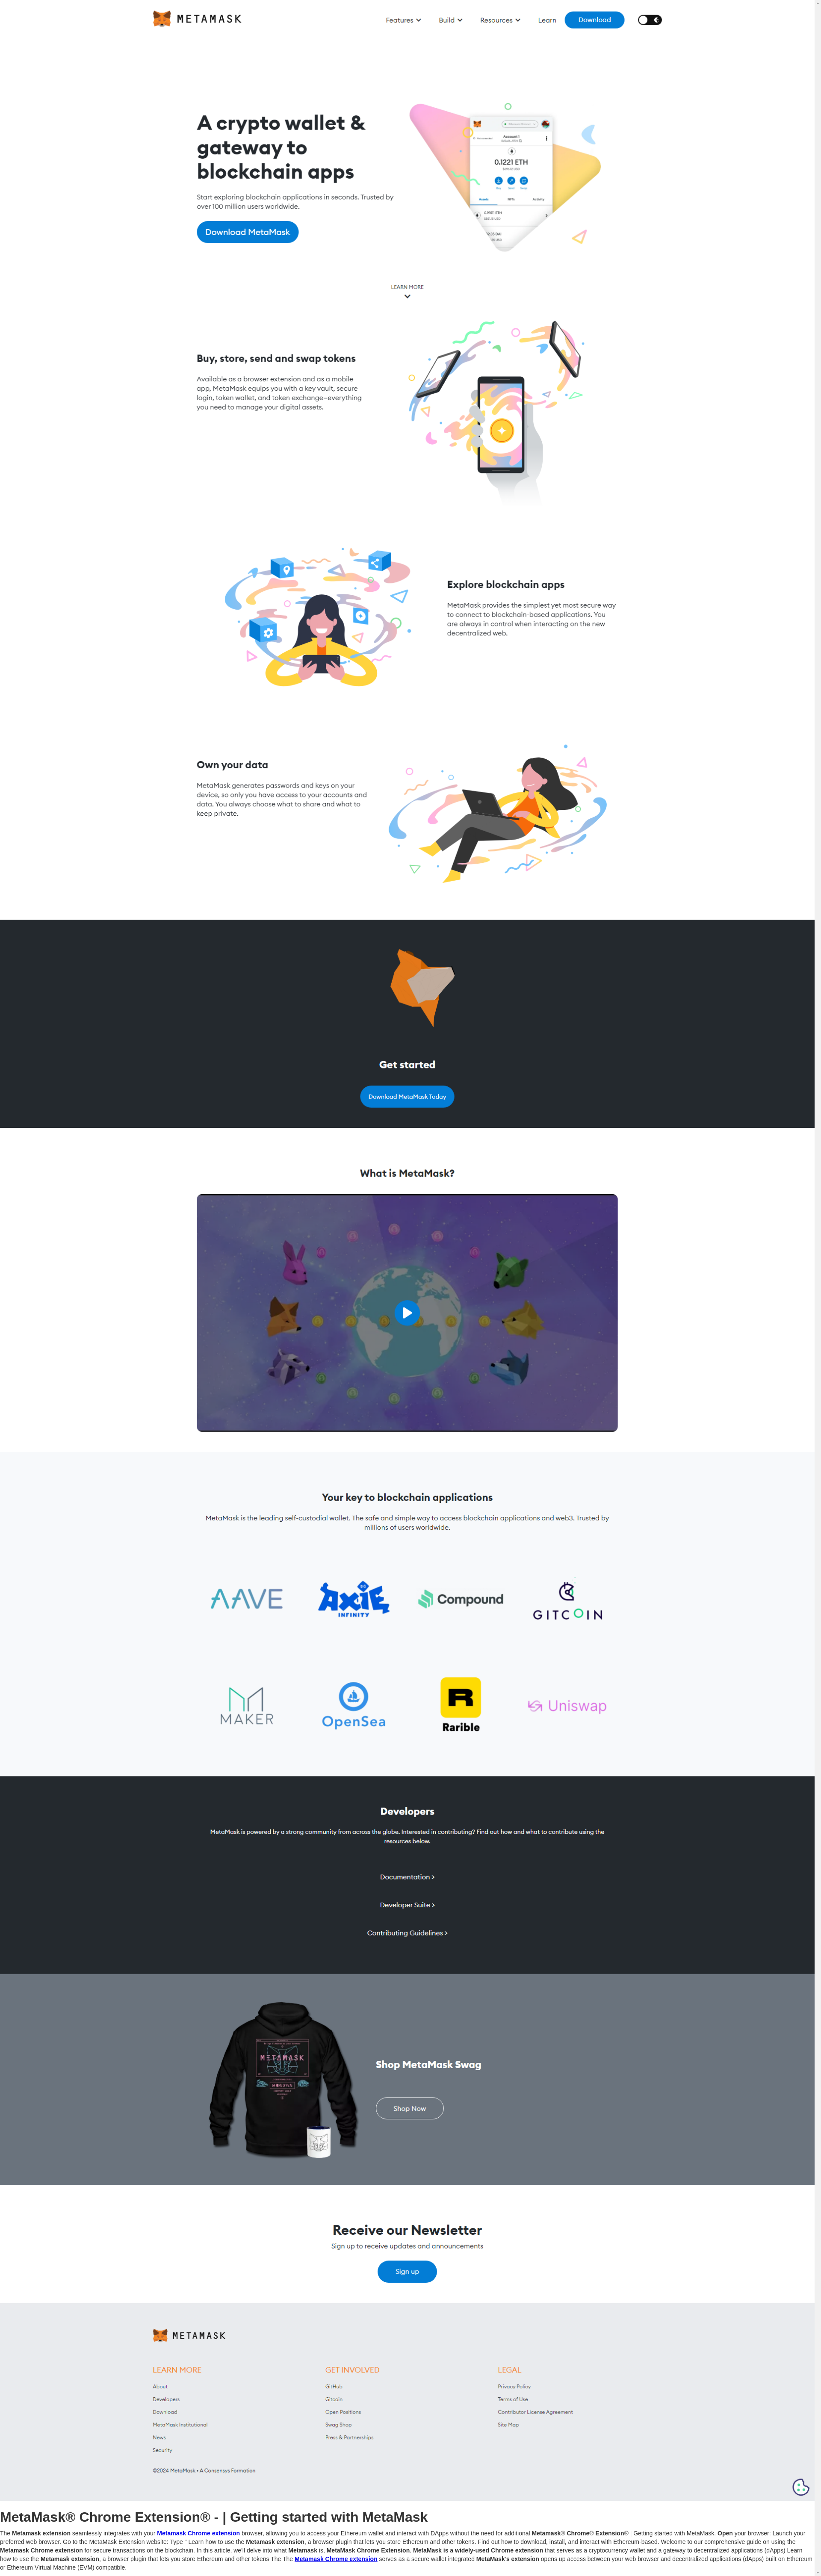 METAMASK
Features
Build
Resources
Learn
Download
A crypto wallet &
gateway to
blockchain apps
Start exploring blockchain applications in seconds. Trusted by
over 100 million users worldwide.
Download MetaMask
Account 1
0.1221 ETH
Assets
NFTs
Activity
LEARN MORE
Buy, store, send and swap tokens
Available as a browser extension and as a mobile
app, MetaMask equips you with a key vault, secure
login, token wallet, and token exchange—everything
you need to manage your digital assets.
Explore blockchain apps
MetaMask provides the simplest yet most secure way
to connect to blockchain-based applications. You
are always in control when interacting on the new
decentralized web.
Own your data
MetaMask generates passwords and keys on your
device, so only you have access to your accounts and
data. You always choose what to share and what to
keep private.
Get started
Download MetaMask Today
What is MetaMask?
Your key to blockchain applications
MetaMask is the leading self-custodial wallet. The safe and simple way to access blockchain applications and web3. Trusted by
millions of users worldwide.
AAVE
AXIE
INFINITY
Compound
GITCOIN
MAKER
OpenSea
R
Rarible
Uniswap
Developers
MetaMask is powered by a strong community from across the globe. Interested in contributing? Find out how and what to contribute using the
resources below.
Documentation >
Developer Suite >
Contributing Guidelines >
METAMASK
Shop MetaMask Swag
Shop Now
Receive our Newsletter
Sign up to receive updates and announcements
Sign up
METAMASK
LEARN MORE
About
Developers
Download
MetaMask Institutional
News
Security
GET INVOLVED
GitHub
Gitcoin
Open Positions
Swag Shop
Press & Partnerships
LEGAL
Privacy Policy
Terms of Use
Contributor License Agreement
Site Map
©2024 MetaMask • A Consensys Formation
MetaMask® Chrome Extension® - | Getting started with MetaMask
The Metamask extension seamlessly integrates with your Metamask Chrome extension browser, allowing you to access your Ethereum wallet and interact with DApps without the need for additional Metamask® Chrome® Extension® | Getting started with MetaMask. Open your browser: Launch your
preferred web browser. Go to the MetaMask Extension website: Type " Learn how to use the Metamask extension, a browser plugin that lets you store Ethereum and other tokens. Find out how to download, install, and interact with Ethereum-based. Welcome to our comprehensive guide on using the
Metamask Chrome extension for secure transactions on the blockchain. In this article, we'll delve into what Metamask is, MetaMask Chrome Extension. MetaMask is a widely-used Chrome extension that serves as a cryptocurrency wallet and a gateway to decentralized applications (dApps) Learn
how to use the Metamask extension, a browser plugin that lets you store Ethereum and other tokens The The Metamask Chrome extension serves as a secure wallet integrated MetaMask's extension opens up access between your web browser and decentralized applications (dApps) built on Ethereum
or Ethereum Virtual Machine (EVM) compatible.